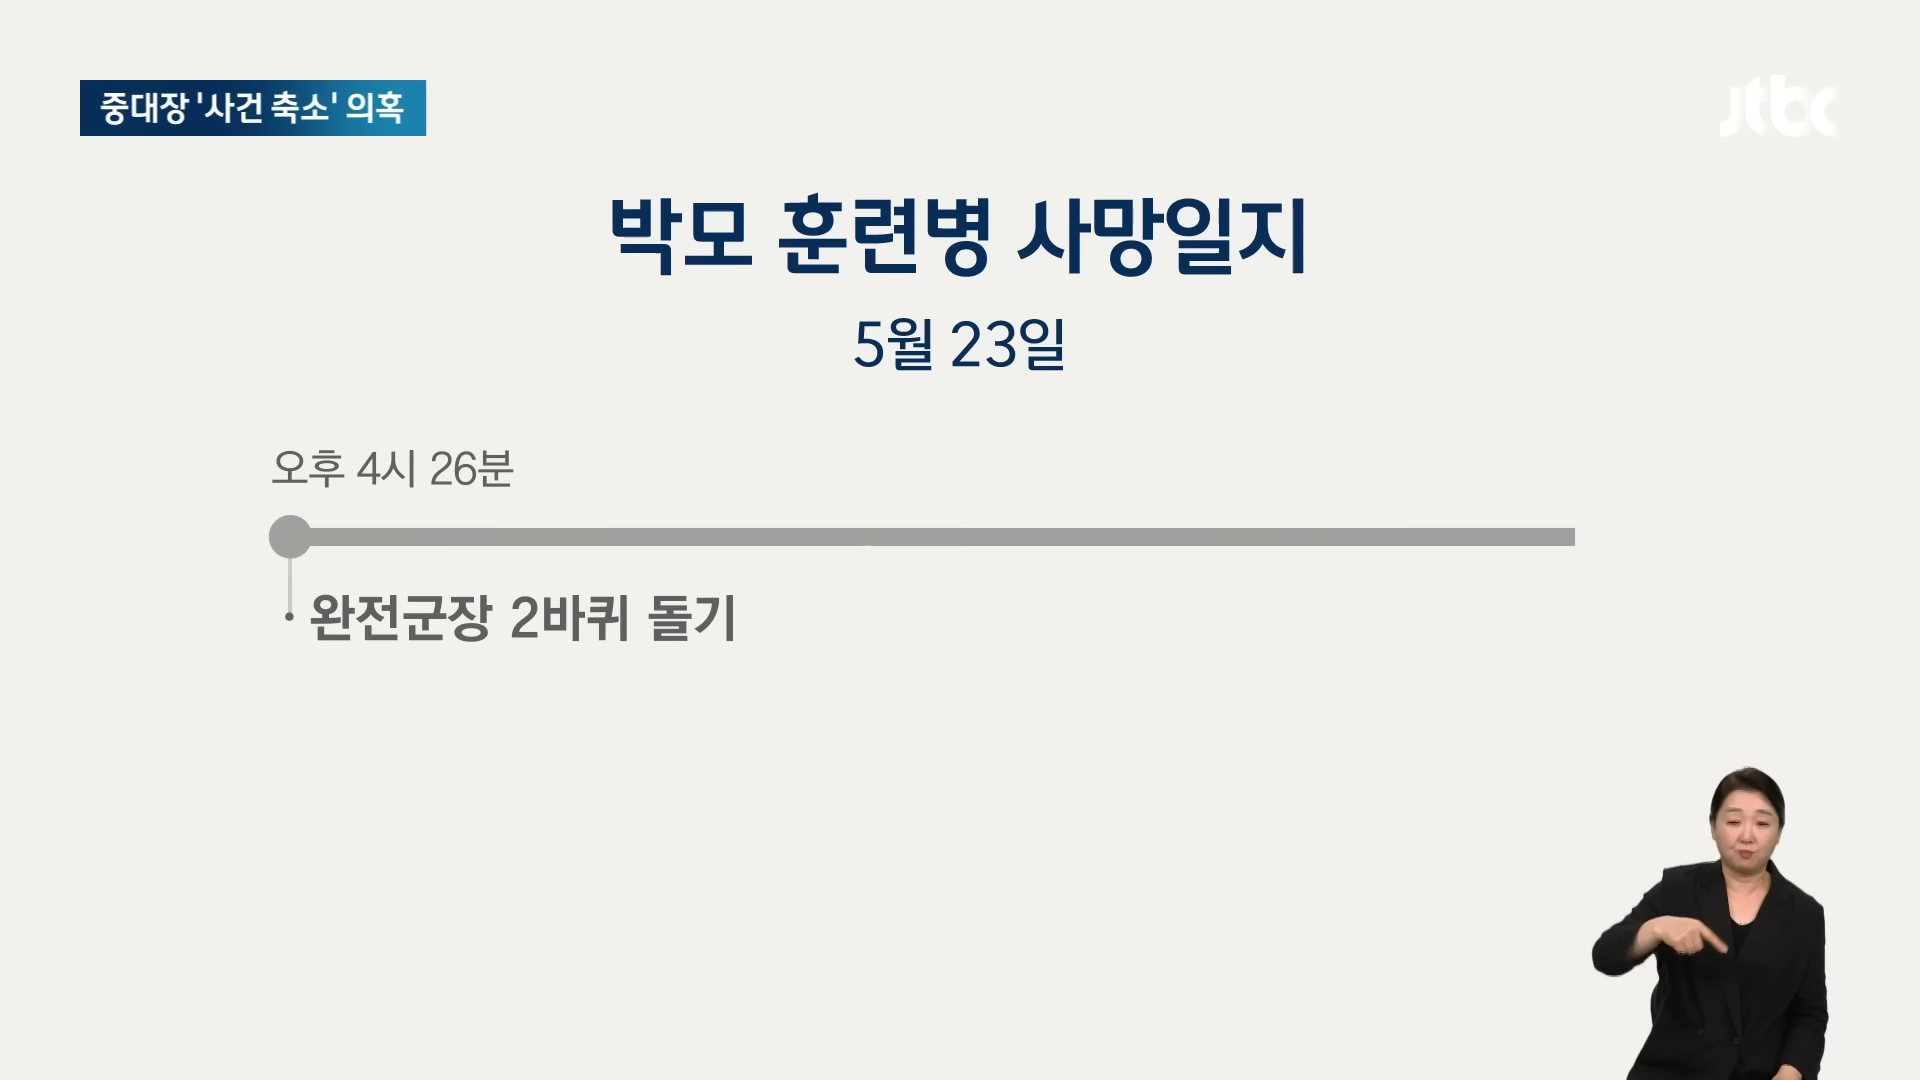 중대장 '사건 축소' 의혹
jtbc
박모 훈련병 사망일지
5월 23일
오후 4시 26분
· 완전군장 2바퀴 돌기